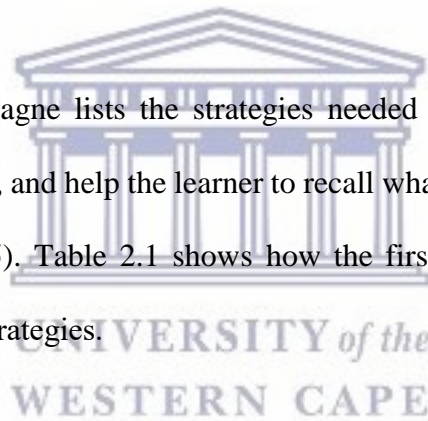 agne lists the strategies needed
, and help the learner to recall wha
). Table 2.1 shows how the firs
rategies.
UNIVERSITY of the
WESTERN CAPE